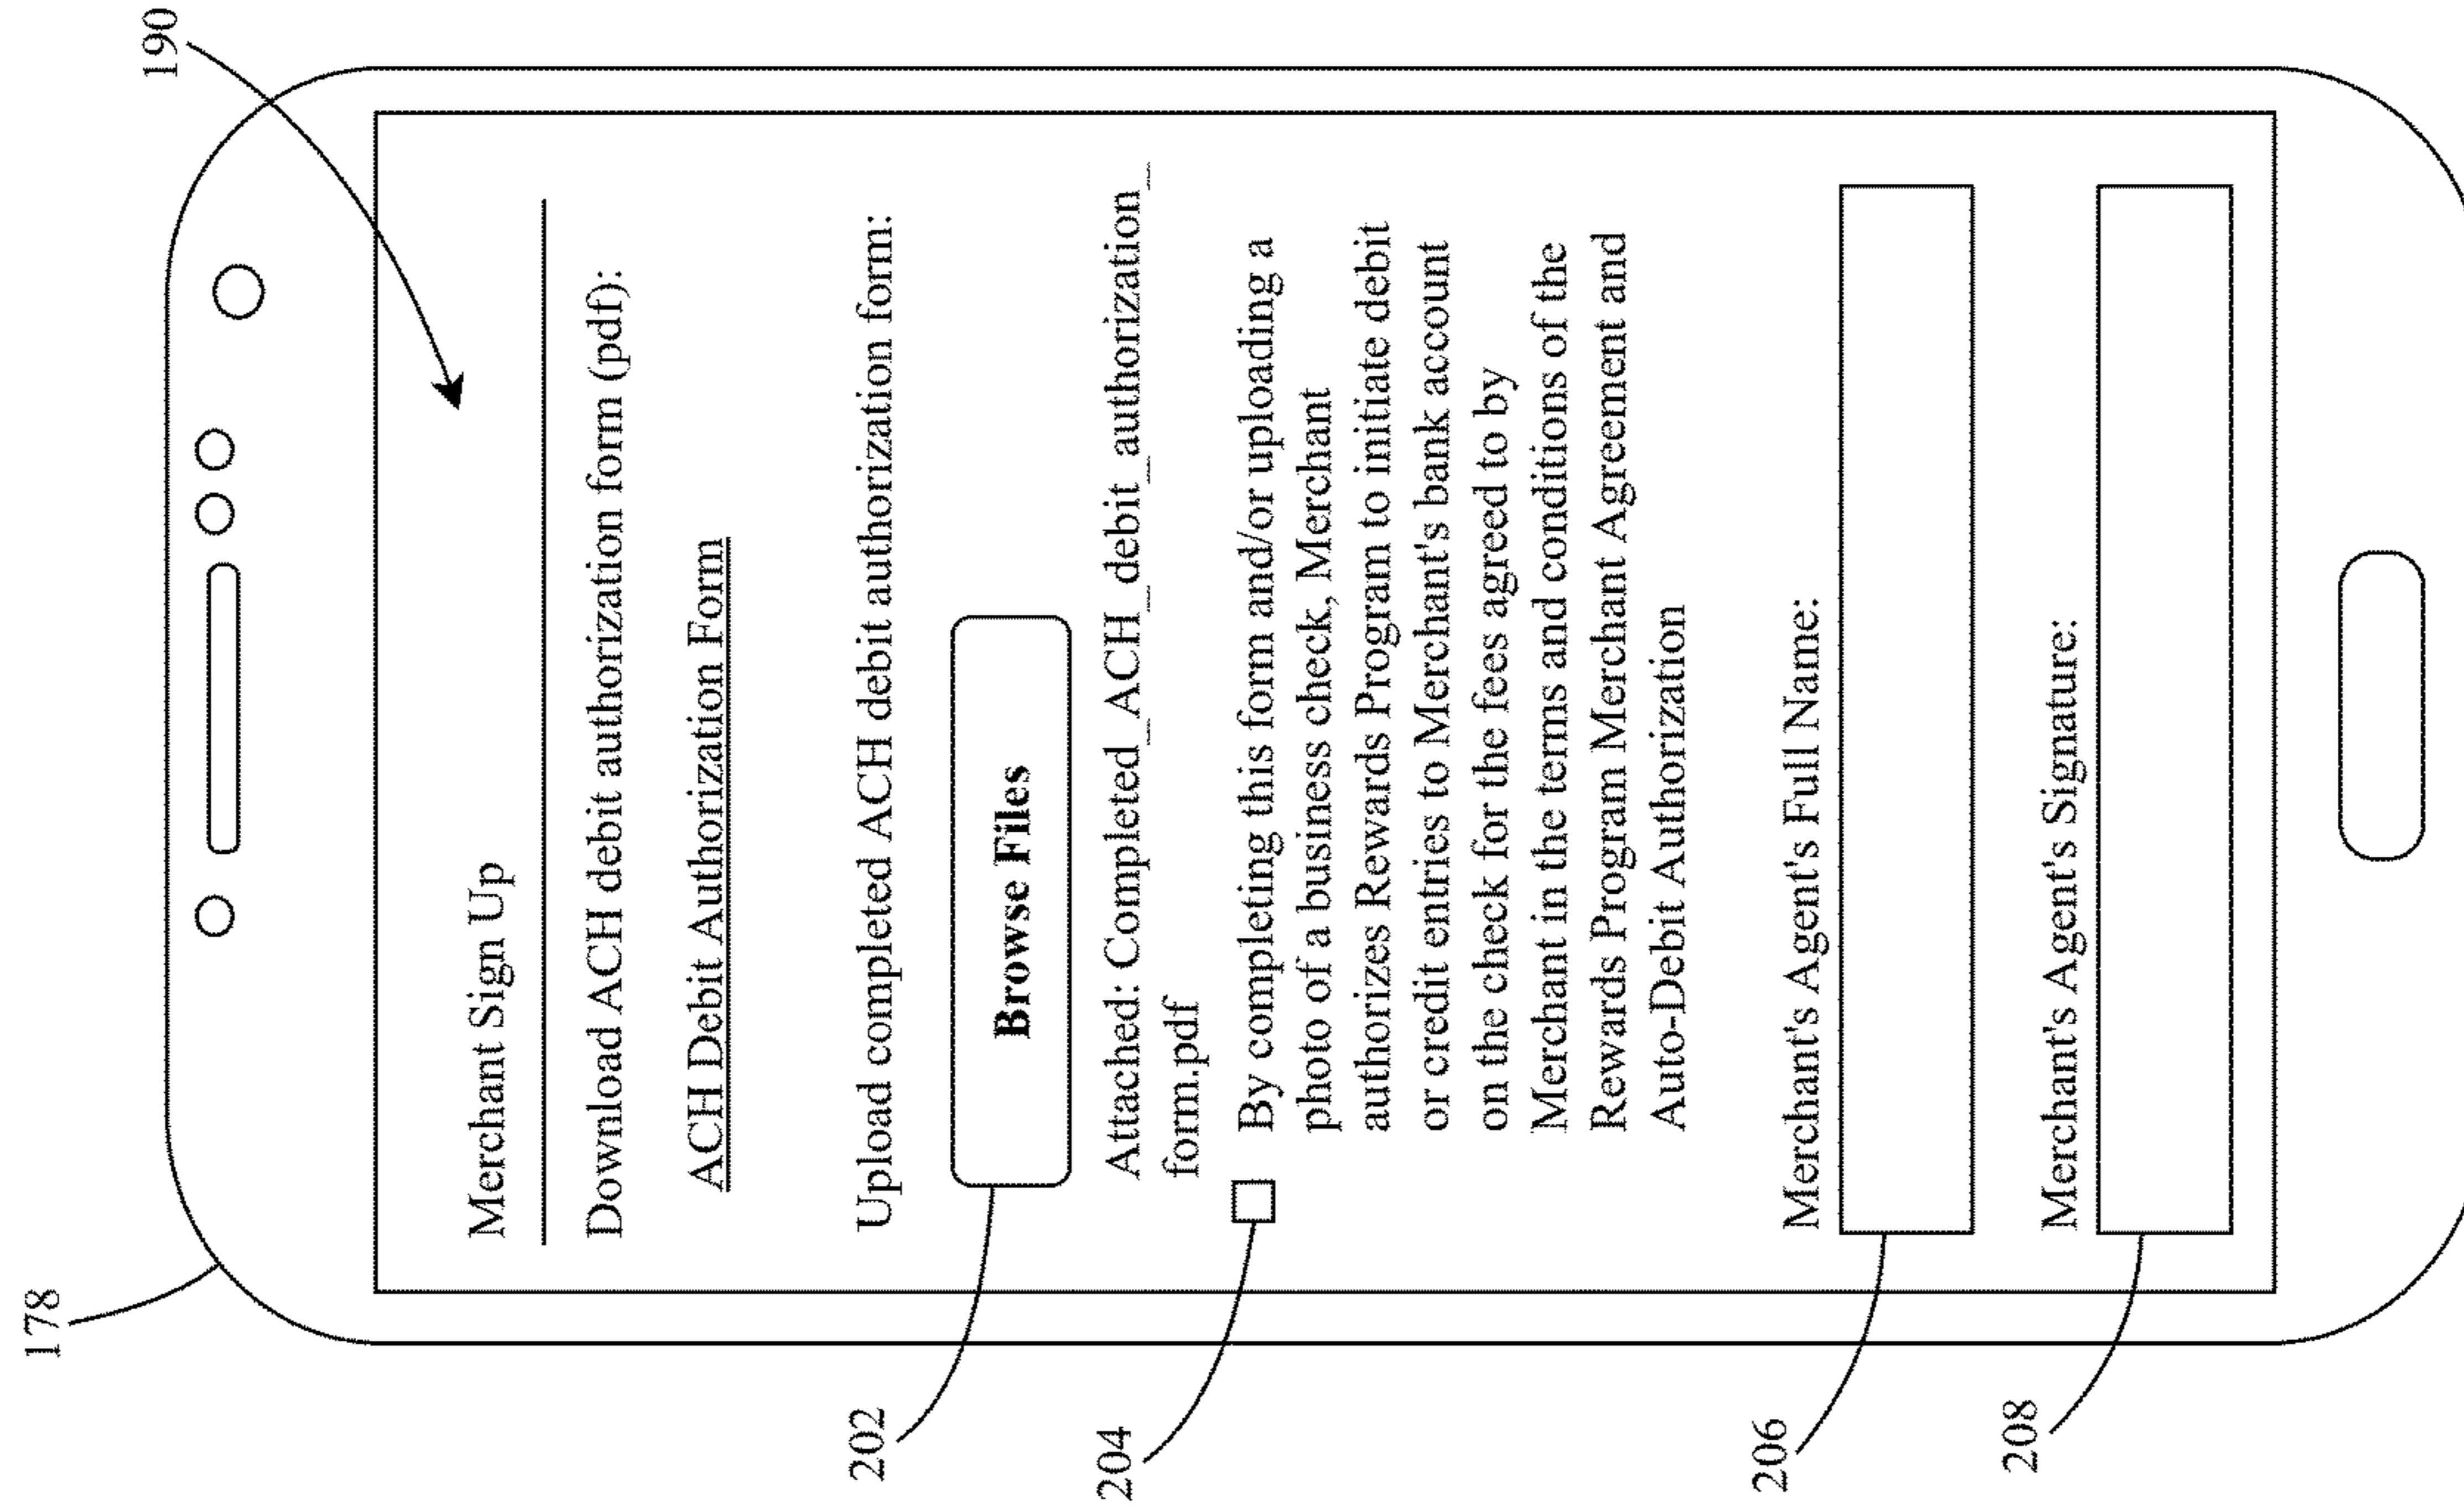 178
190
Merchant Sign Up
Download ACH debit authorization form (pdf):
ACH Debit Authorization Form
Upload completed ACH debit authorization form:
202
Browse Files
Attached: Completed_ACH_debit_authorization_
form.pdf
204
By completing this form and/or uploading a
photo of a business check, Merchant
authorizes Rewards Program to initiate debit
or credit entries to Merchant's bank account
on the check for the fees agreed to by
Merchant in the terms and conditions of the
Rewards Program Merchant Agreement and
Auto-Debit Authorization
206
Merchant's Agent's Full Name:
208
Merchant's Agent's Signature: